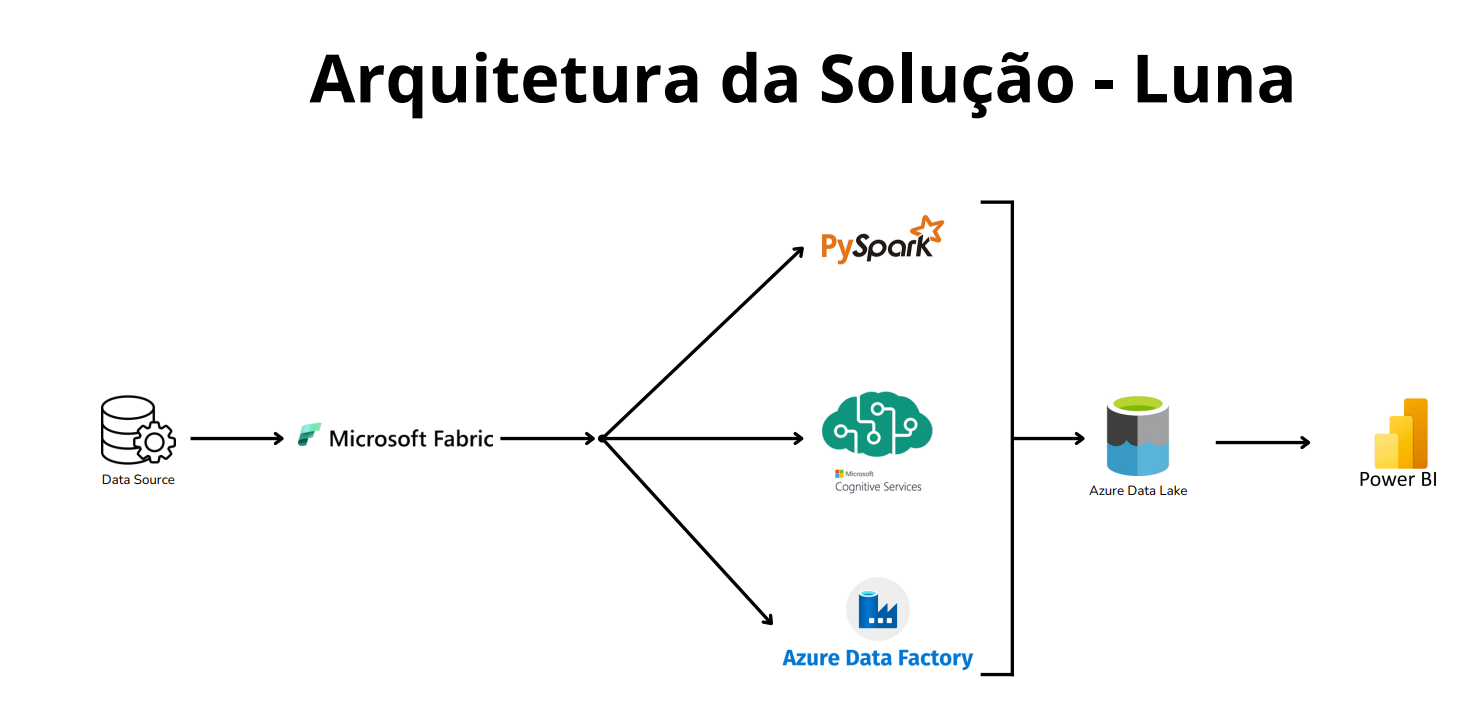 Arquitetura da Solução - Luna
PySpark
Data Source
Microsoft Fabric
Microsoft
Cognitive Services
Azure Data Lake
Power BI
Azure Data Factory